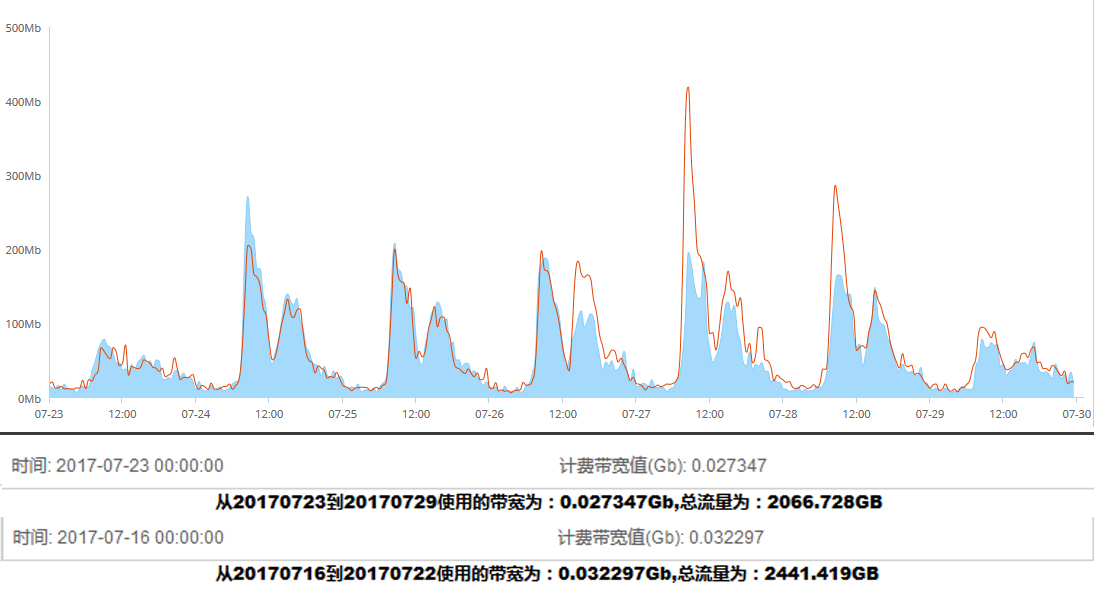 500Mb
400Mb
300Mb
200Mb
100Mb
0Mb
07-23 12:00 07-24 12:00 07-25 12:00 07-26 12:00 07-27 12:00 07-28 12:00 07-29 12:00 07-30
时间: 2017-07-23 00:00:00 计费带宽值(Gb): 0.027347
从20170723到20170729使用的带宽为：0.027347Gb,总流量为：2066.728GB
时间: 2017-07-16 00:00:00 计费带宽值(Gb): 0.032297
从20170716到20170722使用的带宽为：0.032297Gb,总流量为：2441.419GB